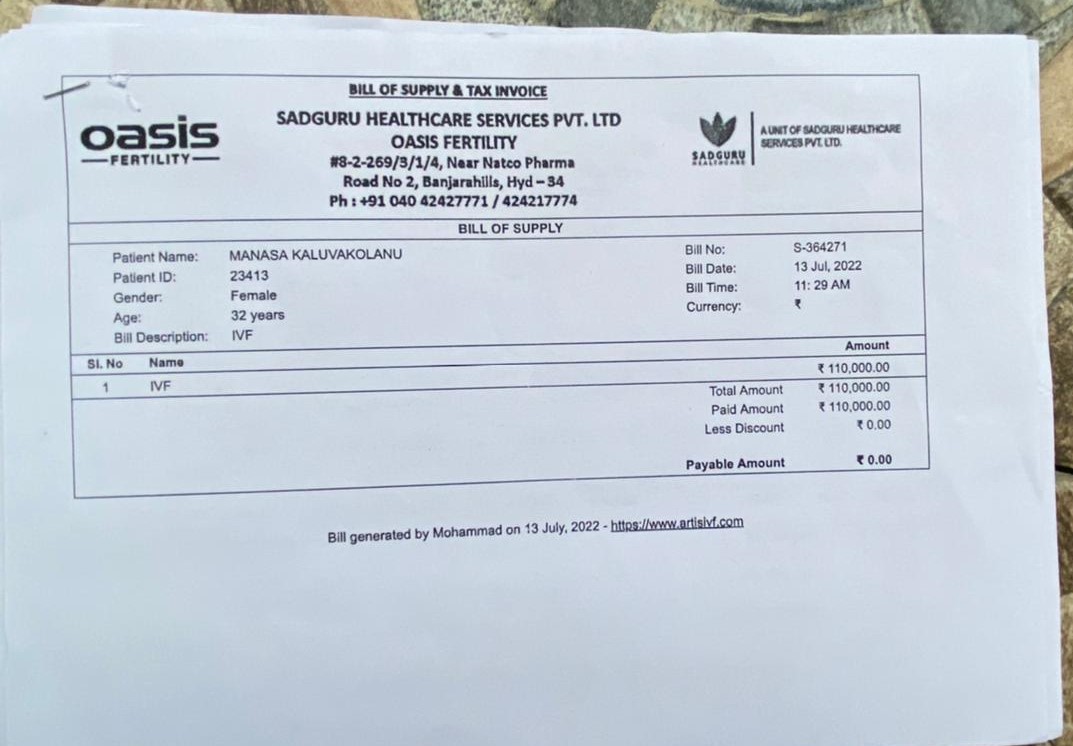 BILL OF SUPPLY & TAX INVOICE
oasis
FERTILITY
SADGURU HEALTHCARE SERVICES PVT. LTD
OASIS FERTILITY
#8-2-269/3/1/4, Near Natco Pharma
Road No 2, Banjarahills, Hyd – 34
Ph : +91 040 42427771 / 424217774
SADGURU
HEALTHCARE
A UNIT OF SADGURU HEALTHCARE
SERVICES PVT. LTD.
BILL OF SUPPLY
Patient Name: MANASA KALUVAKOLANU
Patient ID: 23413
Gender: Female
Age: 32 years
Bill Description: IVF
Bill No: S-364271
Bill Date: 13 Jul, 2022
Bill Time: 11: 29 AM
Currency: ₹
Sl. No Name Amount
1 IVF ₹ 110,000.00
Total Amount ₹ 110,000.00
Paid Amount ₹ 110,000.00
Less Discount ₹ 0.00
Payable Amount ₹ 0.00
Bill generated by Mohammad on 13 July, 2022 - https://www.artisivf.com